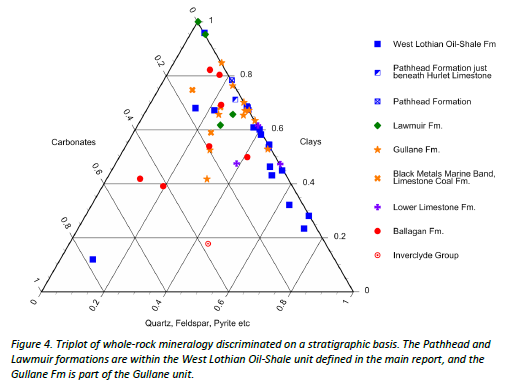 0
1
West Lothian Oil-Shale Fm
0.2
0.8
Pathhead Formation just
beneath Hurlet Limestone
Pathhead Formation
0.4
0.6
Lawmuir Fm.
Carbonates
Clays
Gullane Fm.
0.6
0.4
Black Metals Marine Band,
Limestone Coal Fm.
Lower Limestone Fm.
0.8
0.2
Ballagan Fm.
Inverclyde Group
1
0
0
0.2
0.4
0.6
0.8
1
Quartz, Feldspar, Pyrite etc
Figure 4. Triplot of whole-rock mineralogy discriminated on a stratigraphic basis. The Pathhead and
Lawmuir formations are within the West Lothian Oil-Shale unit defined in the main report, and the
Gullane Fm is part of the Gullane unit.